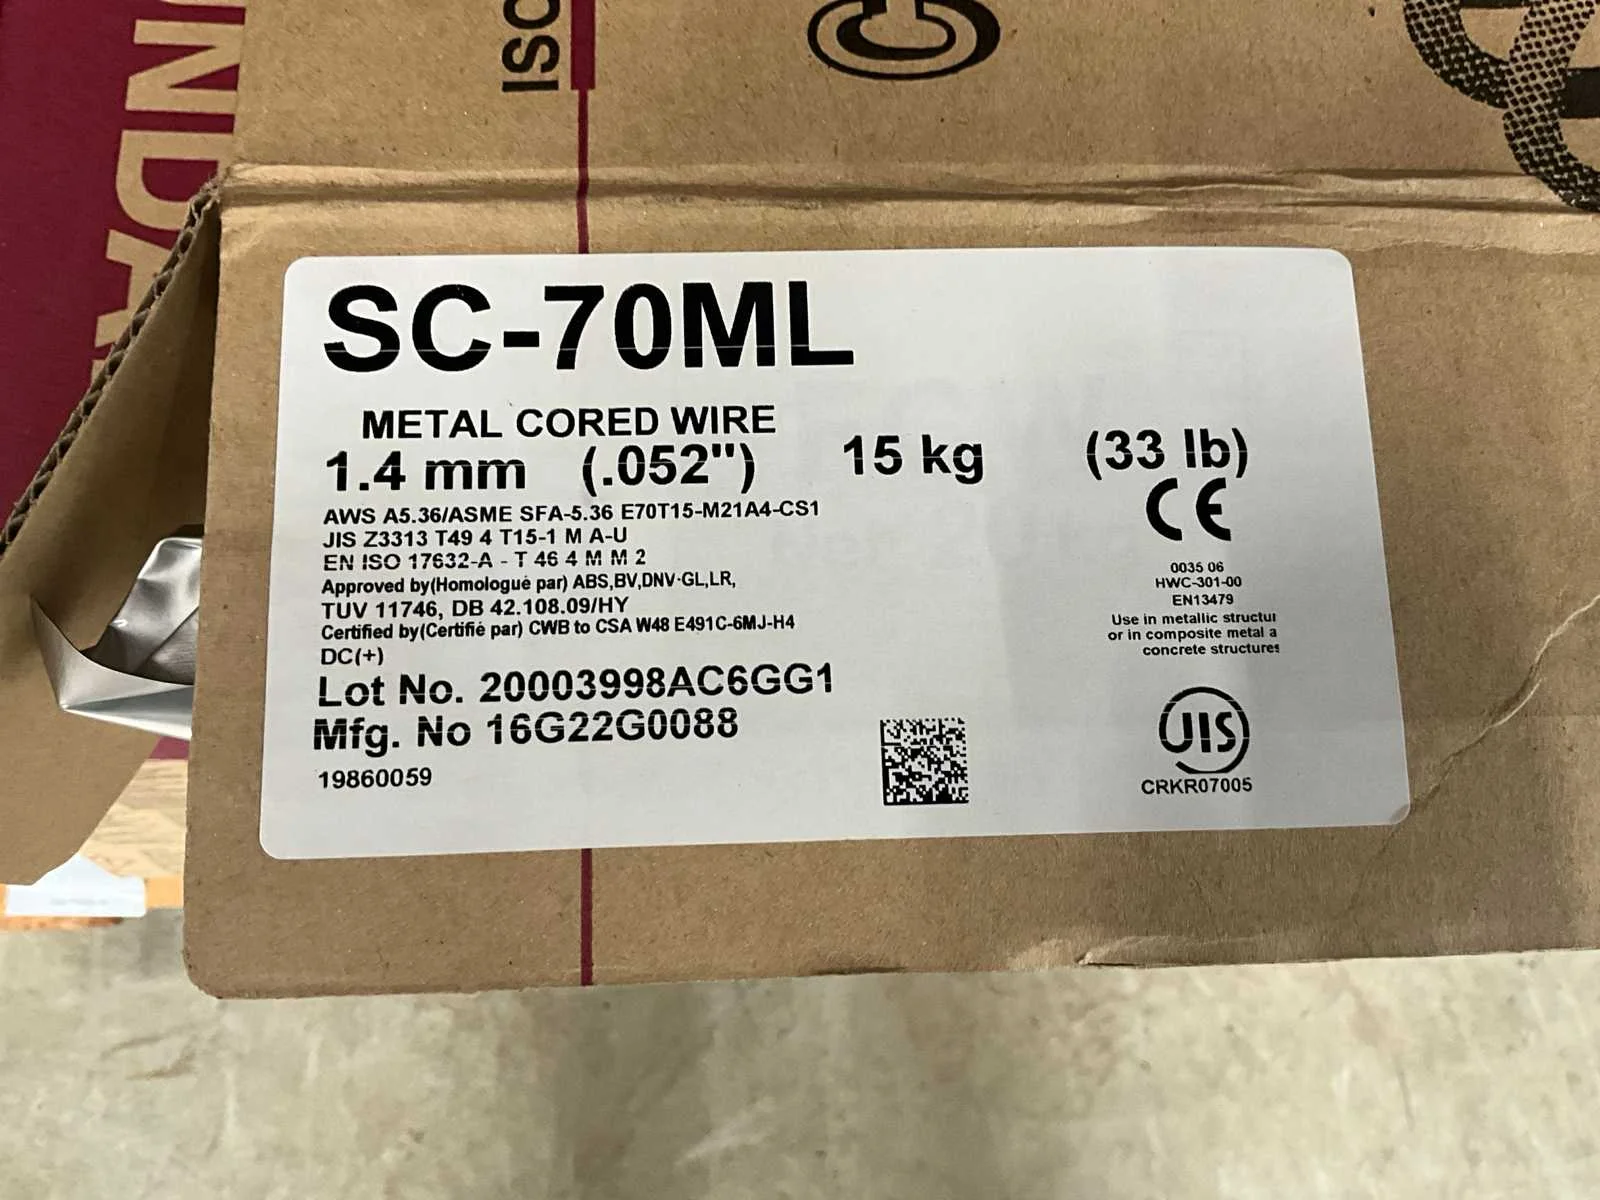 ISO
C
NDA
SC-70ML
METAL CORED WIRE
1.4 mm (.052") 15 kg (33 lb)
AWS A5.36/ASME SFA-5.36 E70T15-M21A4-CS1
JIS Z3313 T49 4 T15-1 M A-U
EN ISO 17632-A - T 46 4 M M 2
Approved by(Homologué par) ABS,BV,DNV·GL,LR,
TUV 11746, DB 42.108.09/HY
Certified by(Certifié par) CWB to CSA W48 E491C-6MJ-H4
DC(+)
Lot No. 20003998AC6GG1
Mfg. No 16G22G0088
19860059
CE
0035 06
HWC-301-00
EN13479
Use in metallic structur
or in composite metal a
concrete structures
JIS
CRKR07005